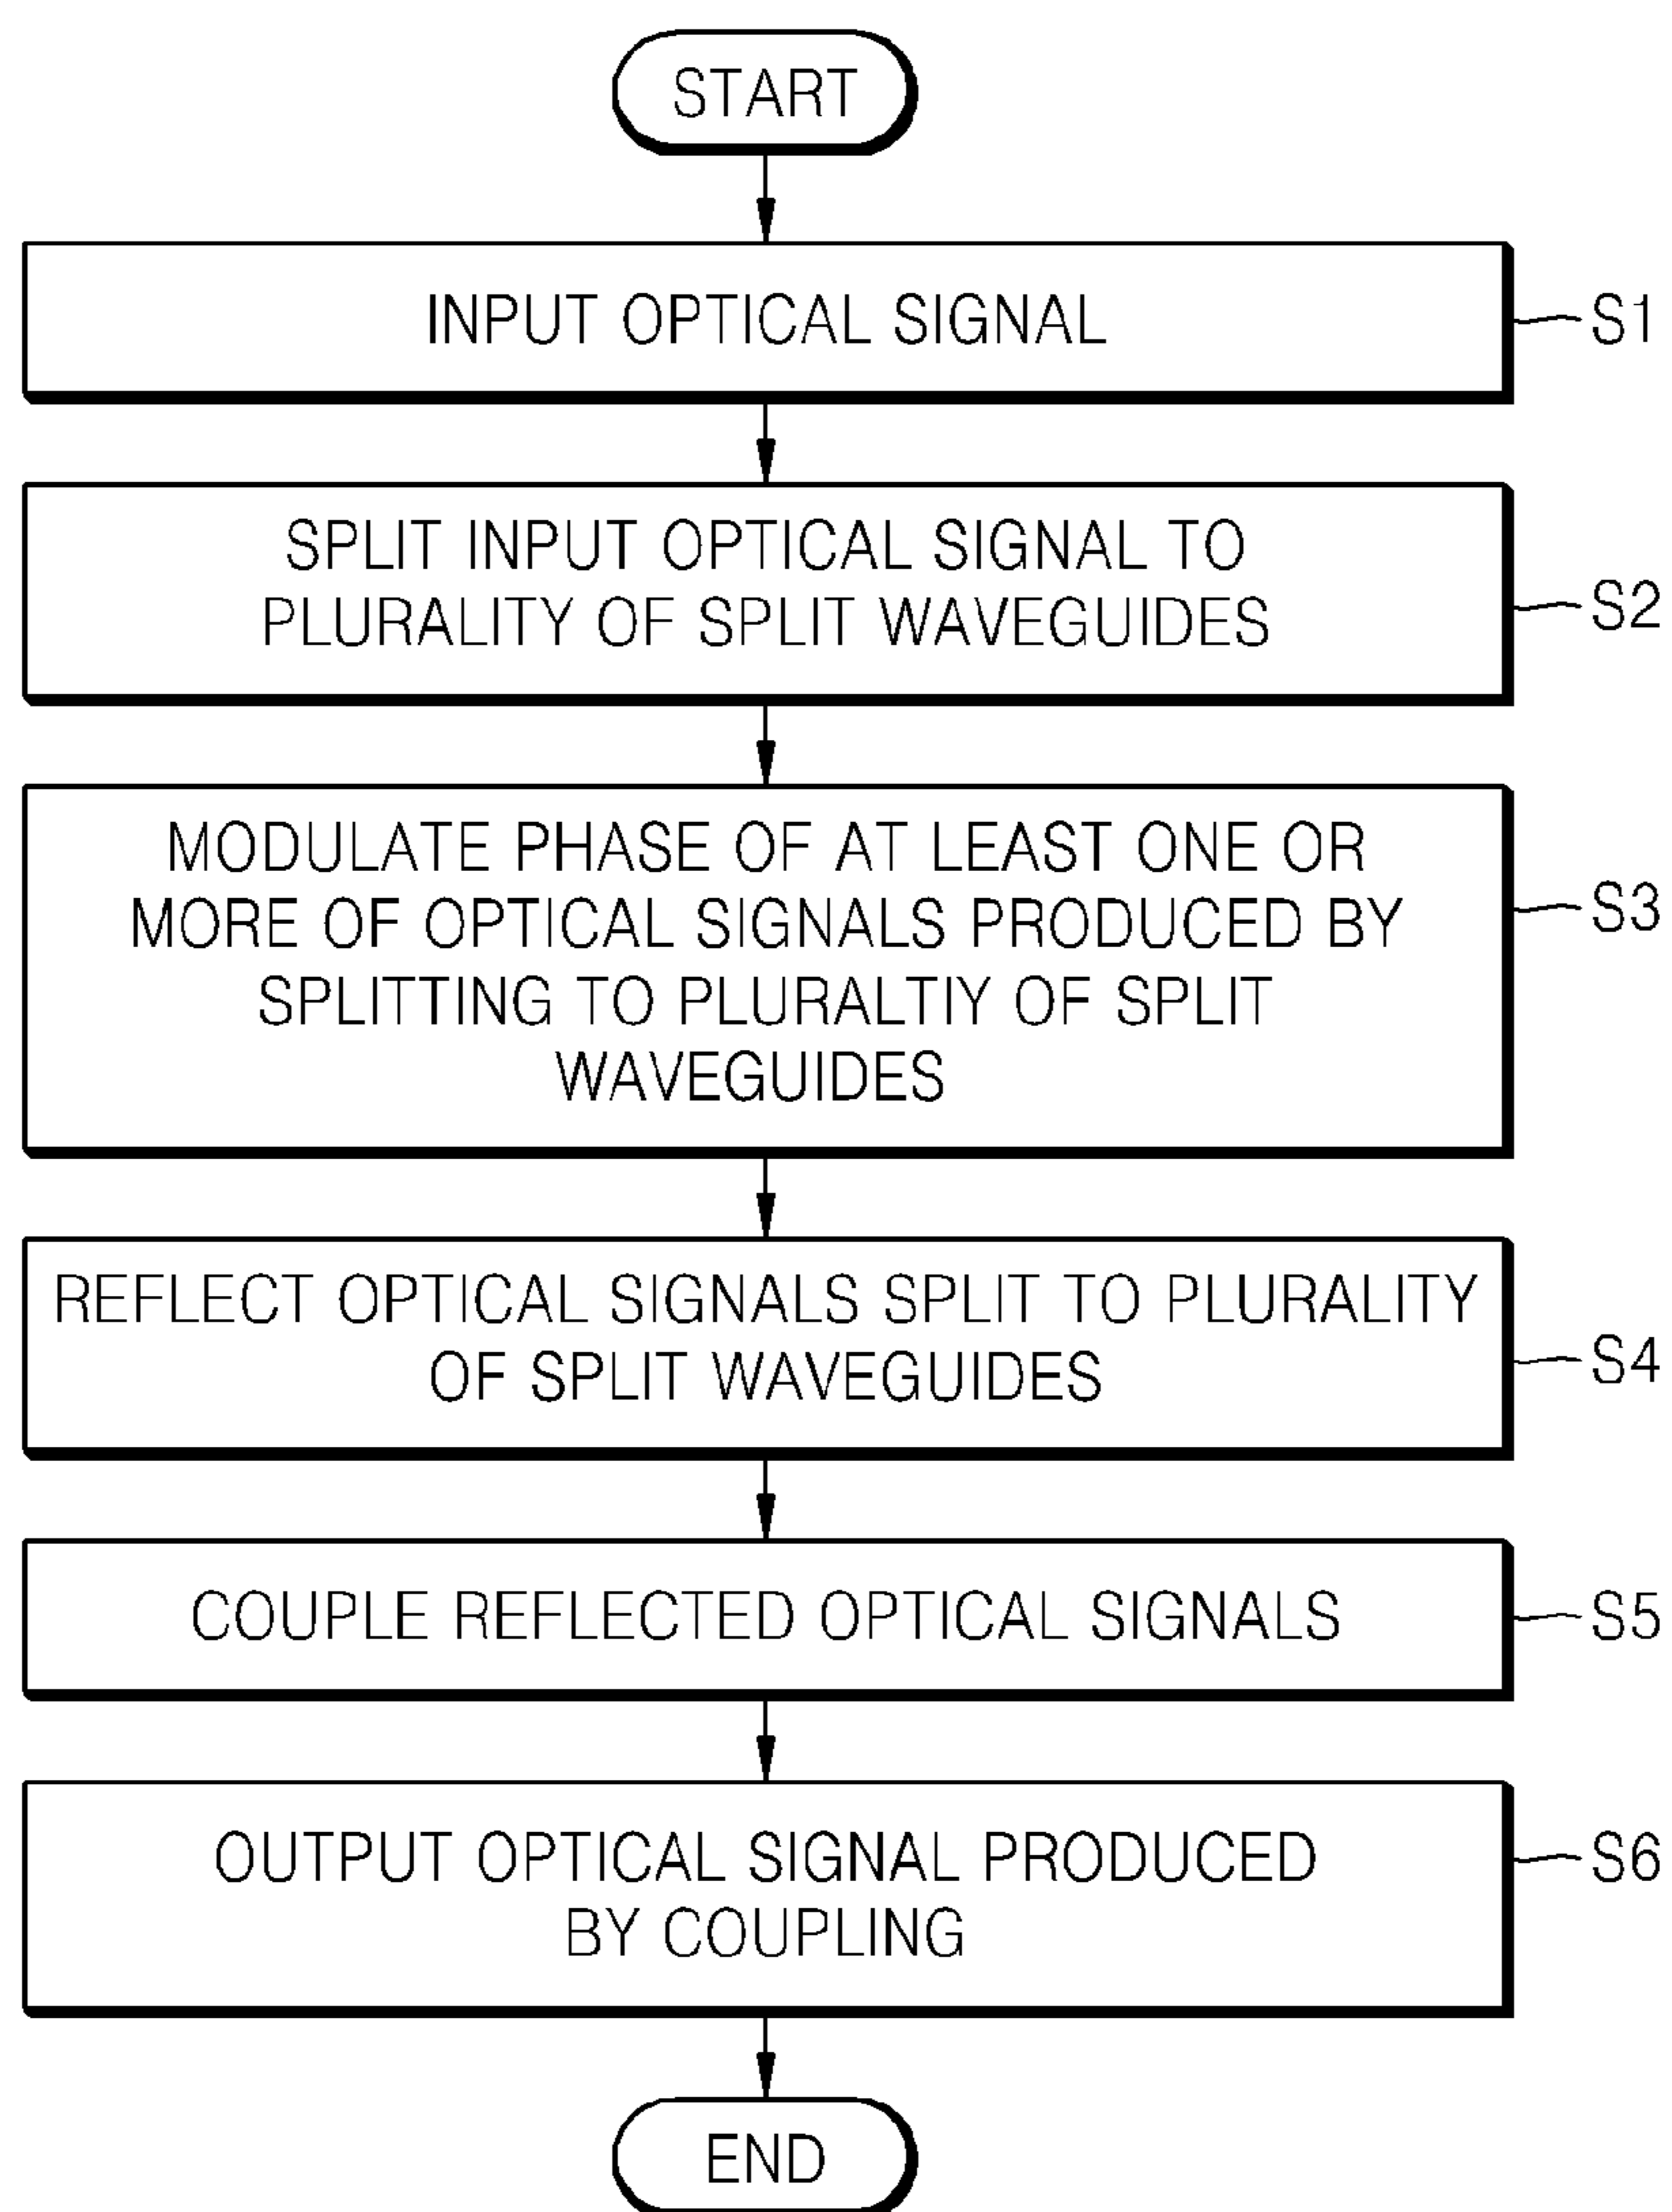 START
INPUT OPTICAL SIGNAL
S1
SPLIT INPUT OPTICAL SIGNAL TO
PLURALITY OF SPLIT WAVEGUIDES
S2
MODULATE PHASE OF AT LEAST ONE OR
MORE OF OPTICAL SIGNALS PRODUCED BY
SPLITTING TO PLURALTIY OF SPLIT
WAVEGUIDES
S3
REFLECT OPTICAL SIGNALS SPLIT TO PLURALITY
OF SPLIT WAVEGUIDES
S4
COUPLE REFLECTED OPTICAL SIGNALS
S5
OUTPUT OPTICAL SIGNAL PRODUCED
BY COUPLING
S6
END